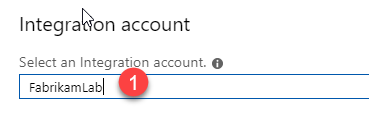 Integration account
Select an Integration account.
FabrikamLab
1